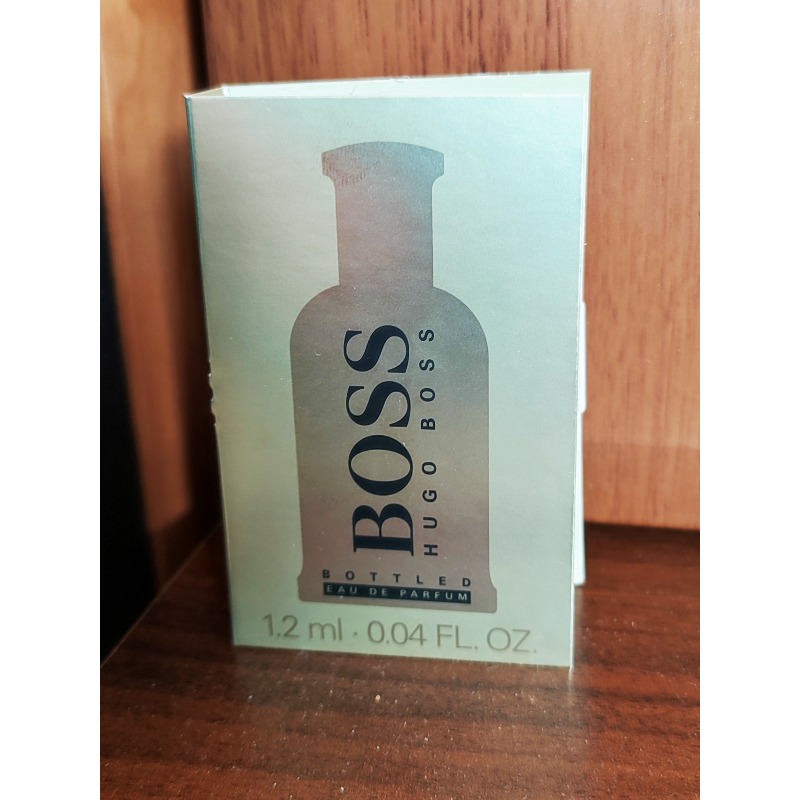 BOSS
HUGO BOSS
BOTTLED
EAU DE PARFUM
1.2 ml · 0.04 FL. OZ.